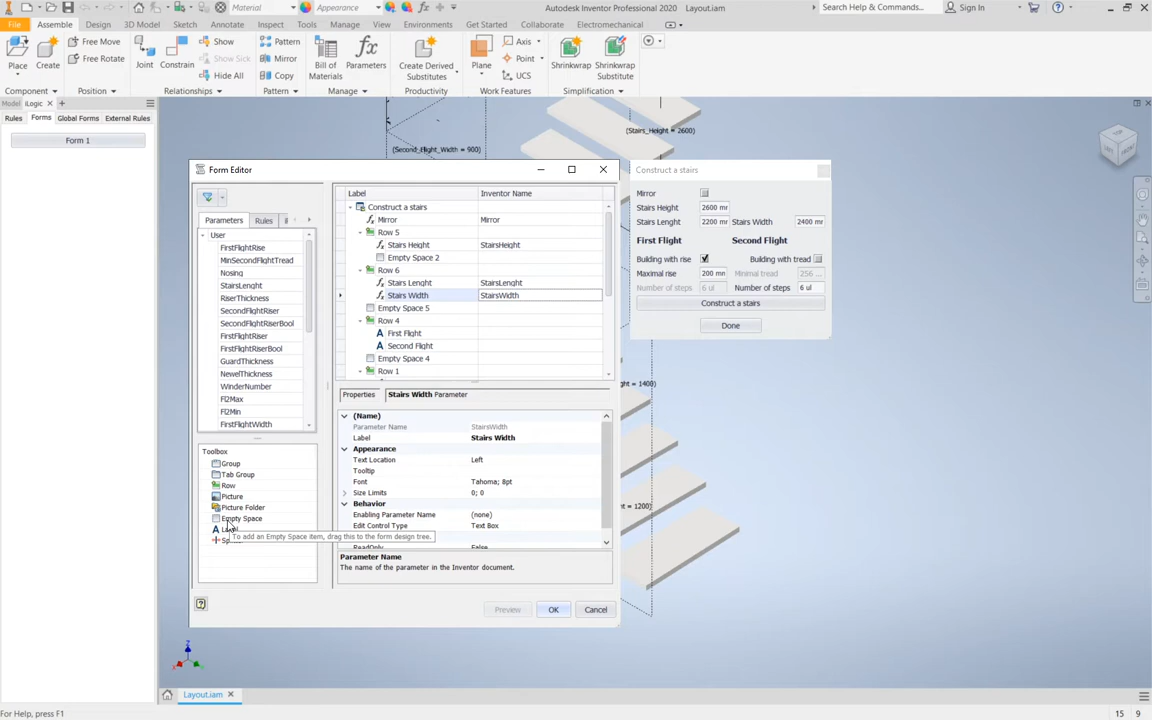 Material
Appearance
Autodesk Inventor Professional 2020 Layout.iam
Search Help & Commands...
Sign In
File Assemble Design 3D Model Sketch Annotate Inspect Tools Manage View Environments Get Started Collaborate Electromechanical
Place Create Free Move Free Rotate
Joint Constrain Show Show Sick Hide All
Pattern Mirror Copy
Bill of Materials Parameters
Create Derived Substitutes
Plane Axis Point UCS
Shrinkwrap Shrinkwrap Substitute
Component Position Relationships Pattern Manage Productivity Work Features Simplification
Model iLogic
Rules Forms Global Forms External Rules
Form 1
(Stairs_Height = 2600)
(Second_Flight_Width = 900)
Form Editor
Parameters Rules
User
FirstFlightRise
MinSecondFlightTread
Nosing
StairsLenght
RiserThickness
SecondFlightRiser
SecondFlightRiserBool
FirstFlightRiser
FirstFlightRiserBool
GuardThickness
NewelThickness
WinderNumber
Fl2Max
Fl2Min
FirstFlightWidth
Toolbox
Group
Tab Group
Row
Picture
Picture Folder
Empty Space
To add an Empty Space item, drag this to the form design tree.
Label Inventor Name
Construct a stairs
Mirror Mirror
Row 5
Stairs Height StairsHeight
Empty Space 2
Row 6
Stairs Lenght StairsLenght
Stairs Width StairsWidth
Empty Space 5
Row 4
First Flight
Second Flight
Empty Space 4
Row 1
Properties Stairs Width Parameter
(Name)
Parameter Name StairsWidth
Label Stairs Width
Appearance
Text Location Left
Tooltip
Font Tahoma; 8pt
Size Limits 0; 0
Behavior
Enabling Parameter Name (none)
Edit Control Type Text Box
ReadOnly False
Parameter Name
The name of the parameter in the Inventor document.
Preview OK Cancel
Construct a stairs
Mirror
Stairs Height 2600 mr
Stairs Lenght 2200 mr Stairs Width 2400 mr
First Flight Second Flight
Building with rise Building with tread
Maximal rise 200 mr Minimal tread 256 ...
Number of steps 6 ul Number of steps 6 ul
Construct a stairs
Done
ght = 1400)
ht = 1200)
Z
X
Layout.iam
For Help, press F1
15 9